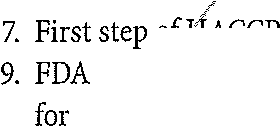 7. First step
9. FDA
for